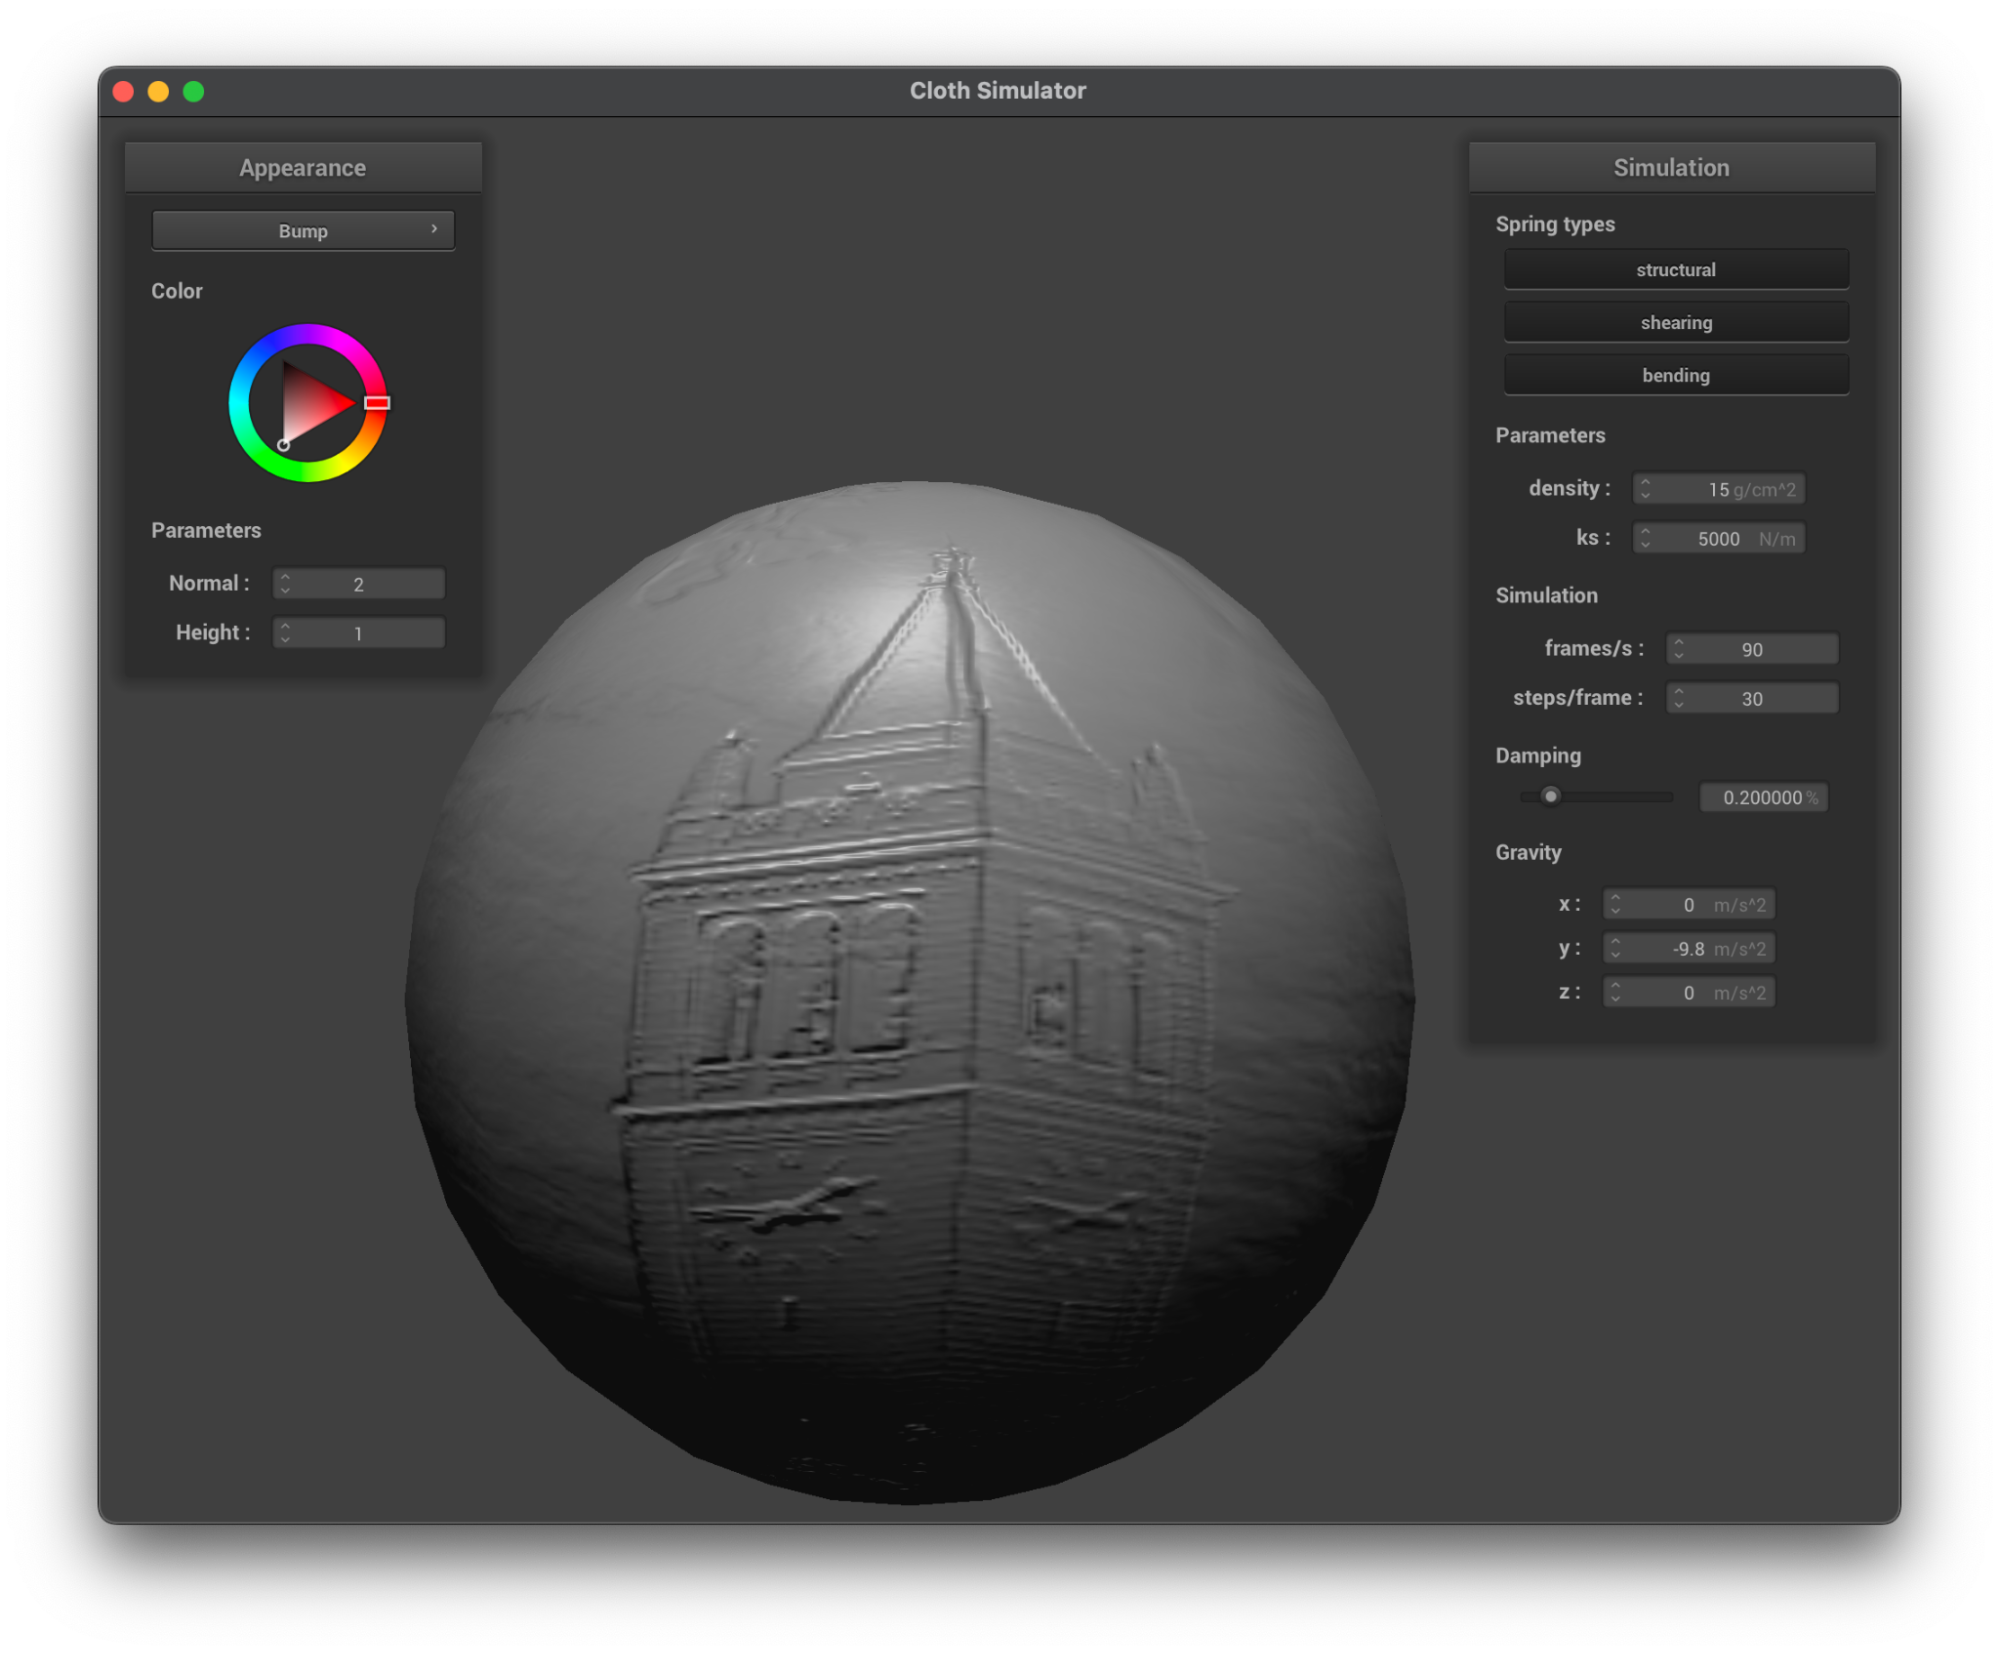 Cloth Simulator
Appearance
Bump
Color
Parameters
Normal : 2
Height : 1
Simulation
Spring types
structural
shearing
bending
Parameters
density : 15 g/cm^2
ks : 5000 N/m
Simulation
frames/s : 90
steps/frame : 30
Damping
0.200000 %
Gravity
x : 0 m/s^2
y : -9.8 m/s^2
z : 0 m/s^2